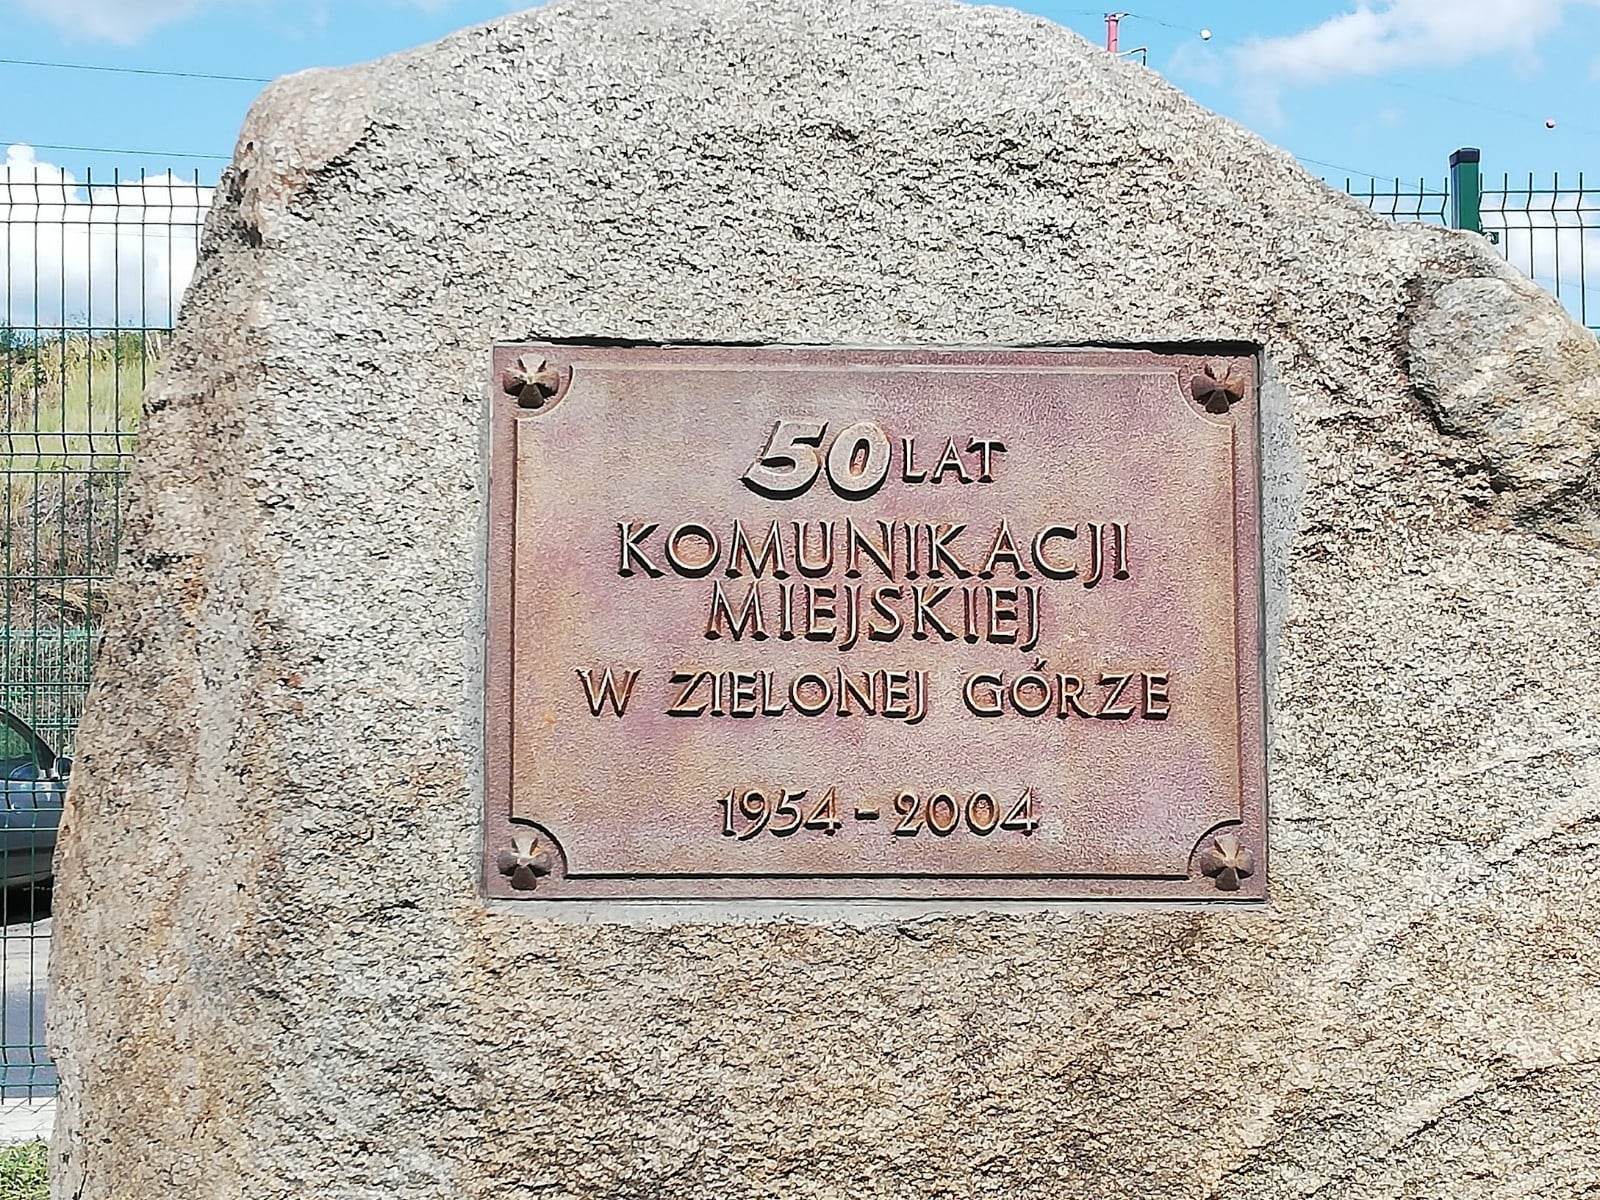 50 LAT
KOMUNIKACJI
MIEJSKIEJ
W ZIELONEJ GÓRZE
1954 - 2004